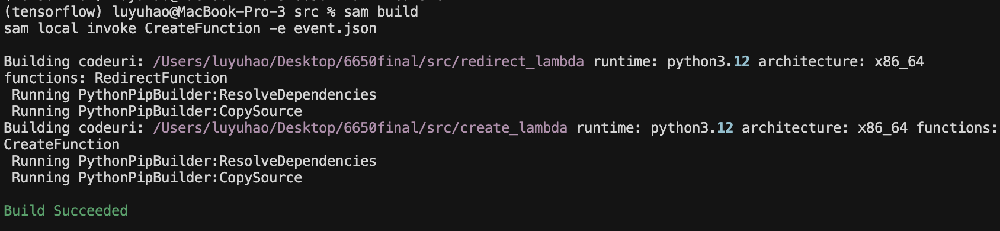 (tensorflow) luyuhao@MacBook-Pro-3 src % sam build
sam local invoke CreateFunction -e event.json
Building codeuri: /Users/luyuhao/Desktop/6650final/src/redirect_lambda runtime: python3.12 architecture: x86_64
functions: RedirectFunction
Running PythonPipBuilder:ResolveDependencies
Running PythonPipBuilder:CopySource
Building codeuri: /Users/luyuhao/Desktop/6650final/src/create_lambda runtime: python3.12 architecture: x86_64 functions:
CreateFunction
Running PythonPipBuilder:ResolveDependencies
Running PythonPipBuilder:CopySource
Build Succeeded